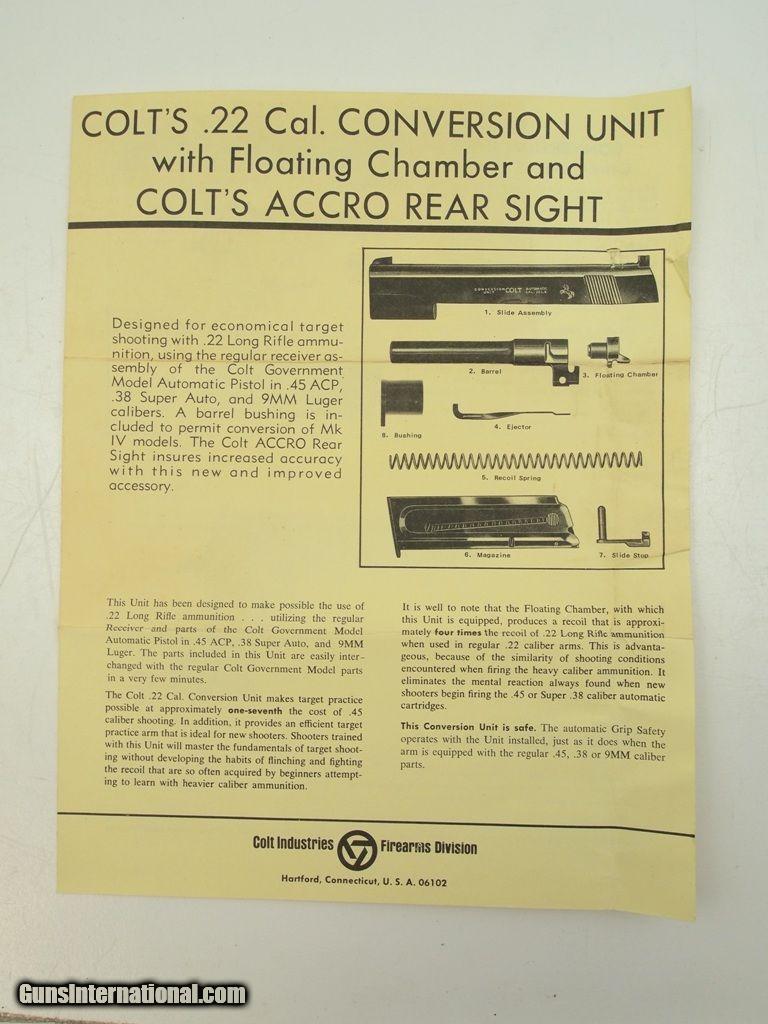 COLT'S .22 Cal. CONVERSION UNIT
with Floating Chamber and
COLT'S ACCRO REAR SIGHT
Designed for economical target
shooting with .22 Long Rifle ammu-
nition, using the regular receiver as-
sembly of the Colt Government
Model Automatic Pistol in .45 ACP,
.38 Super Auto, and 9MM Luger
calibers. A barrel bushing is in-
cluded to permit conversion of Mk
IV models. The Colt ACCRO Rear
Sight insures increased accuracy
with this new and improved
accessory.
CONVERSION UNIT COLT AUTOMATIC
1. Slide Assembly
2. Barrel
3. Floating Chamber
4. Ejector
8. Bushing
5. Recoil Spring
6. Magazine
7. Slide Stop
This Unit has been designed to make possible the use of
.22 Long Rifle ammunition . . . utilizing the regular
Receiver and parts of the Colt Government Model
Automatic Pistol in .45 ACP, .38 Super Auto, and 9MM
Luger. The parts included in this Unit are easily inter-
changed with the regular Colt Government Model parts
in a very few minutes.
The Colt .22 Cal. Conversion Unit makes target practice
possible at approximately one-seventh the cost of .45
caliber shooting. In addition, it provides an efficient target
practice arm that is ideal for new shooters. Shooters trained
with this Unit will master the fundamentals of target shoot-
ing without developing the habits of flinching and fighting
the recoil that are so often acquired by beginners attempt-
ing to learn with heavier caliber ammunition.
It is well to note that the Floating Chamber, with which
this Unit is equipped, produces a recoil that is approxi-
mately four times the recoil of .22 Long Rifle ammunition
when used in regular .22 caliber arms. This is advanta-
geous, because of the similarity of shooting conditions
encountered when firing the heavy caliber ammunition. It
eliminates the mental reaction always found when new
shooters begin firing the .45 or Super .38 caliber automatic
cartridges.
This Conversion Unit is safe. The automatic Grip Safety
operates with the Unit installed, just as it does when the
arm is equipped with the regular .45, .38 or 9MM caliber
parts.
Colt Industries Firearms Division
Hartford, Connecticut, U. S. A. 06102
GunsInternational.com